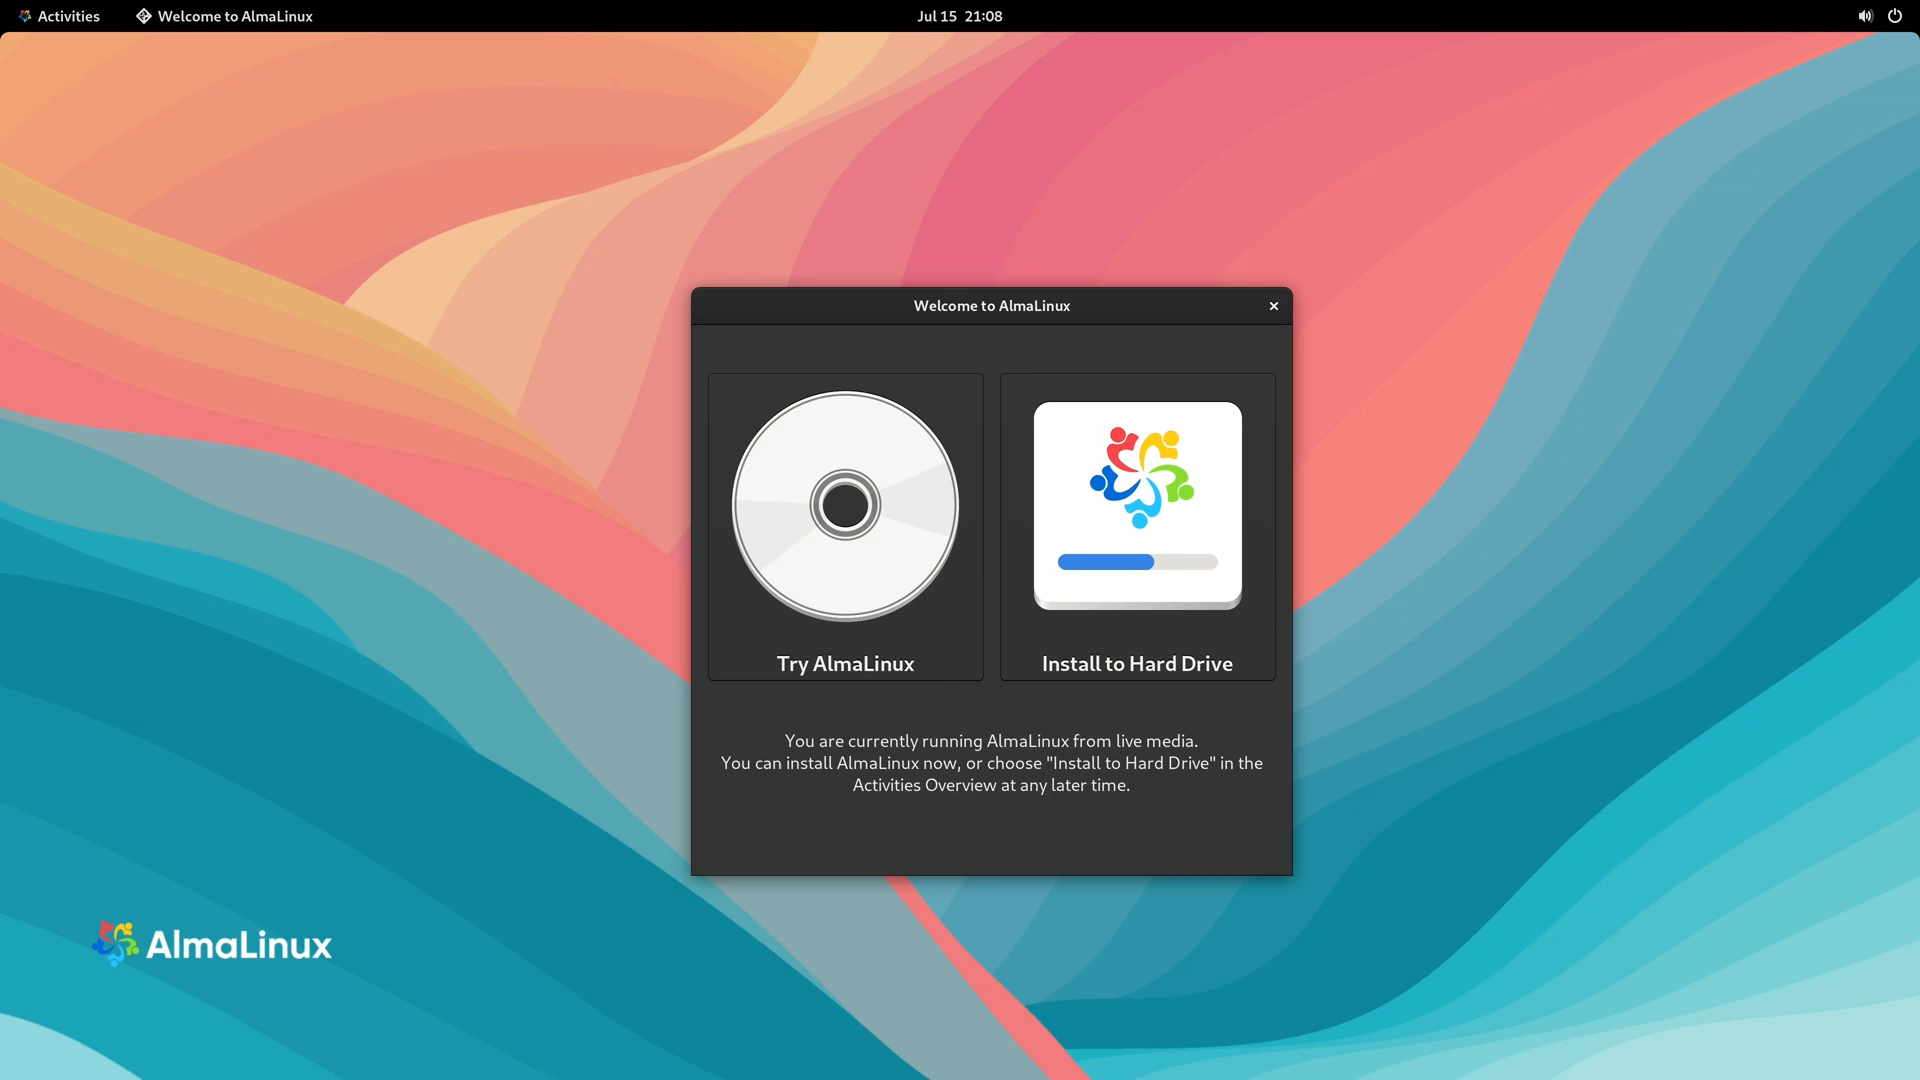 Activities
Welcome to AlmaLinux
Jul 15 21:08
Welcome to AlmaLinux
Try AlmaLinux
Install to Hard Drive
You are currently running AlmaLinux from live media.
You can install AlmaLinux now, or choose "Install to Hard Drive" in the
Activities Overview at any later time.
AlmaLinux